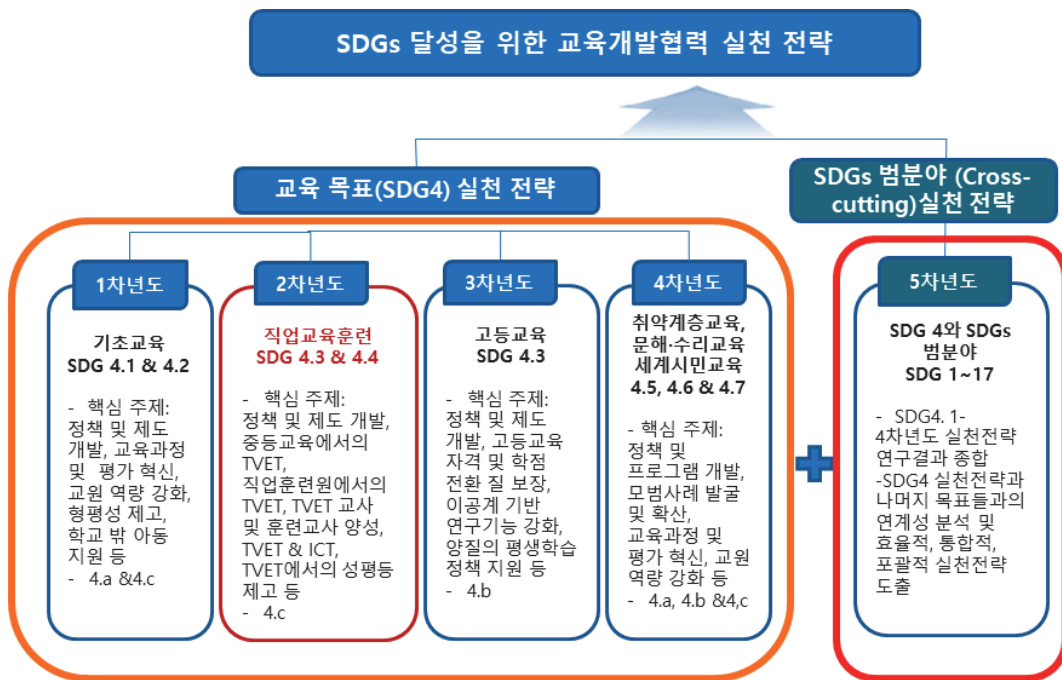 SDGs 달성을 위한 교육개발협력 실천 전략
교육 목표(SDG4) 실천 전략
SDGs 범분야 (Cross-
cutting)실천 전략
1차년도
기초교육
SDG 4.1 & 4.2
- 핵심 주제:
정책 및 제도
개발, 교육과정
및 평가 혁신,
교원 역량 강화,
형평성 제고,
학교 밖 아동
지원 등
- 4.a &4.c
2차년도
직업교육훈련
SDG 4.3 & 4.4
- 핵심 주제:
정책 및 제도 개발,
중등교육에서의
TVET,
직업훈련원에서의
TVET, TVET 교사
및 훈련교사 양성,
TVET & ICT,
TVET에서의 성평등
제고 등
- 4.c
3차년도
고등교육
SDG 4.3
- 핵심 주제:
정책 및 제도
개발, 고등교육
자격 및 학점
전환 질 보장,
이공계 기반
연구기능 강화,
양질의 평생학습
정책 지원 등
- 4.b
4차년도
취약계층교육,
문해·수리교육
세계시민교육
4.5, 4.6 & 4.7
- 핵심 주제:
정책 및
프로그램 개발,
모범사례 발굴
및 확산,
교육과정 및
평가 혁신, 교원
역량 강화 등
- 4.a, 4.b &4,c
5차년도
SDG 4와 SDGs
범분야
SDG 1~17
- SDG4. 1-
4차년도 실천전략
연구결과 종합
-SDG4 실천전략과
나머지 목표들과의
연계성 분석 및
효율적, 통합적,
포괄적 실천전략
도출